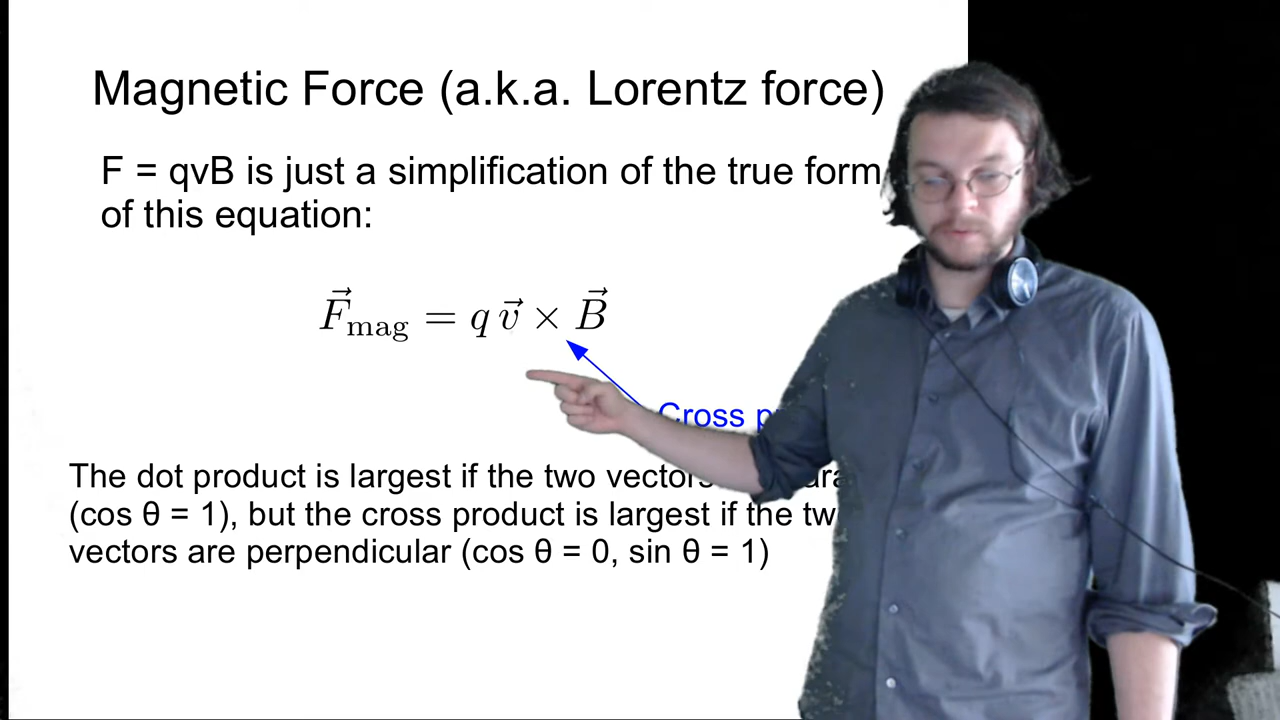 Magnetic Force (a.k.a. Lorentz force)
F = qvB is just a simplification of the true form
of this equation:
F⃗mag = q v⃗ × B⃗
Cross
The dot product is largest if the two vectors
(cos θ = 1), but the cross product is largest if the
vectors are perpendicular (cos θ = 0, sin θ = 1)